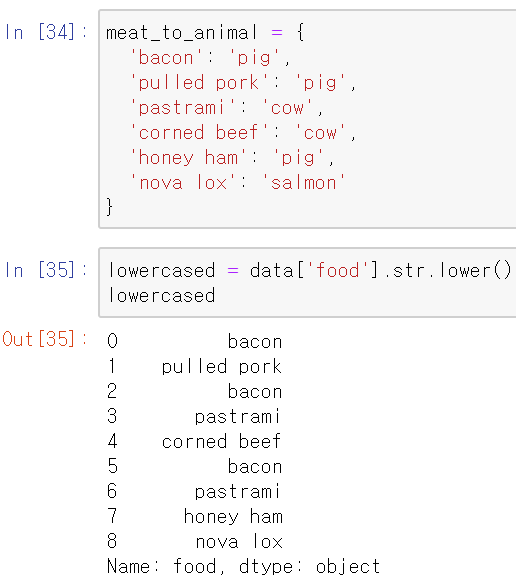 In [34]: meat_to_animal = {
  'bacon': 'pig',
  'pulled pork': 'pig',
  'pastrami': 'cow',
  'corned beef': 'cow',
  'honey ham': 'pig',
  'nova lox': 'salmon'
}
In [35]: lowercased = data['food'].str.lower()
lowercased
Out[35]: 0 bacon
1 pulled pork
2 bacon
3 pastrami
4 corned beef
5 bacon
6 pastrami
7 honey ham
8 nova lox
Name: food, dtype: object